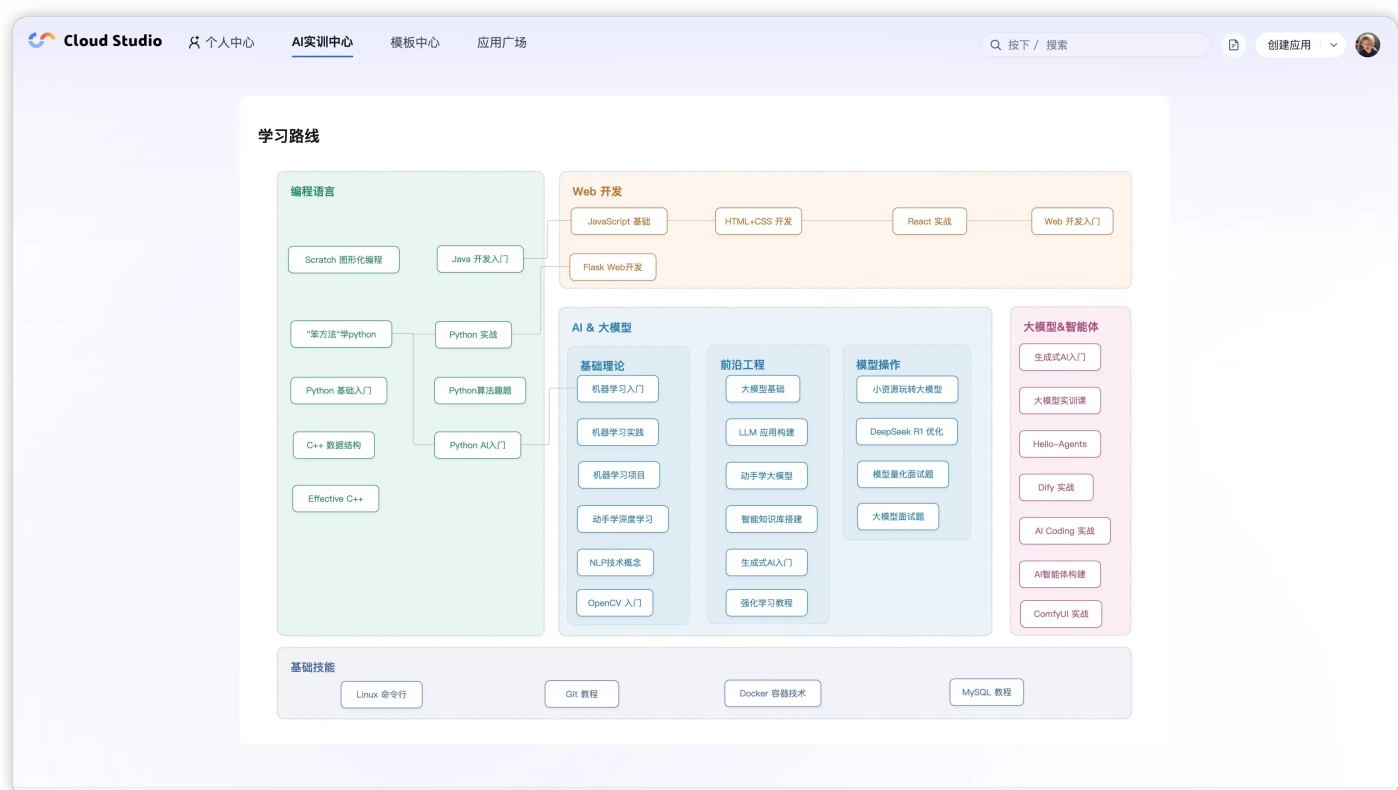 Cloud Studio
个人中心
AI实训中心
模板中心
应用广场
按下 / 搜索
创建应用
学习路线
编程语言
Scratch 图形化编程
Java 开发入门
"笨方法"学python
Python 实战
Python 基础入门
Python算法趣题
C++ 数据结构
Python AI入门
Effective C++
Web 开发
JavaScript 基础
HTML+CSS 开发
React 实战
Web 开发入门
Flask Web开发
AI & 大模型
基础理论
机器学习入门
机器学习实践
机器学习项目
动手学深度学习
NLP技术概念
OpenCV 入门
前沿工程
大模型基础
LLM 应用构建
动手学大模型
智能知识库搭建
生成式AI入门
强化学习教程
模型操作
小资源玩转大模型
DeepSeek R1 优化
模型量化面试题
大模型面试题
大模型&智能体
生成式AI入门
大模型实训课
Hello-Agents
Dify 实战
AI Coding 实战
AI智能体构建
ComfyUI 实战
基础技能
Linux 命令行
Git 教程
Docker 容器技术
MySQL 教程